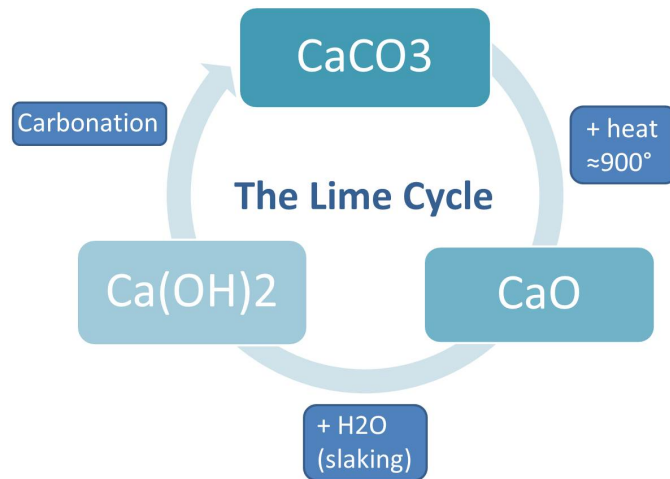 CaCO3
Carbonation
+ heat
≈900°
The Lime Cycle
Ca(OH)2
CaO
+ H2O
(slaking)